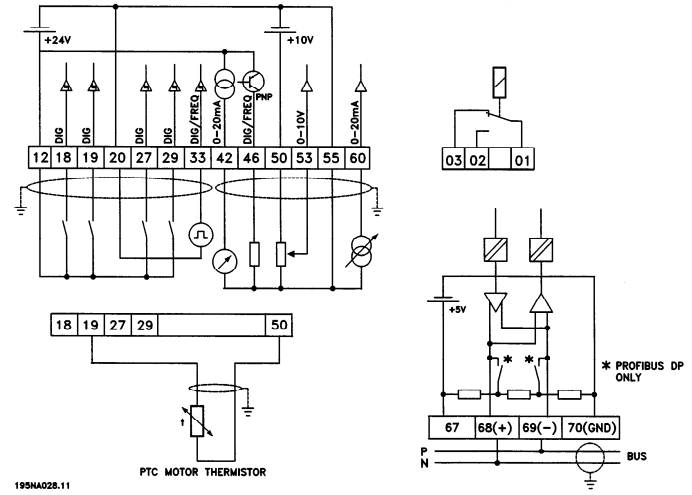 +24V
+10V
DIG
DIG
DIG
DIG
DIG/FREQ
0-20mA
DIG/FREQ
PNP
0-10V
0-20mA
12 18 19 20 27 29 33 42 46 50 53 55 60
03 02 01
18 19 27 29 50
t
PTC MOTOR THERMISTOR
195NA028.11
+5V
* *
* PROFIBUS DP
ONLY
67 68(+) 69(-) 70(GND)
P
N
BUS